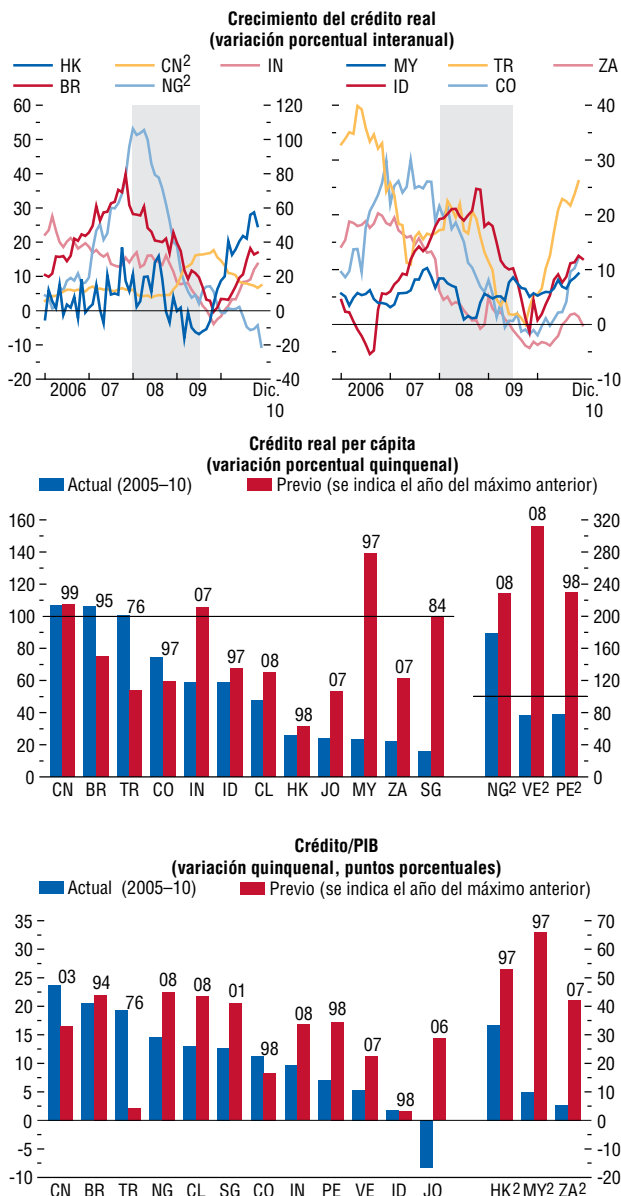 Crecimiento del crédito real
(variación porcentual interanual)
HK CN2 IN
BR NG2
MY TR ZA
ID CO
60 120
50 100
40 80
30 60
20 40
10 20
0 0
-10 -20
-20 -40
2006 07 08 09 Dic.
10
40
30
20
10
0
-10
2006 07 08 09 Dic.
10
Crédito real per cápita
(variación porcentual quinquenal)
Actual (2005–10) Previo (se indica el año del máximo anterior)
160 320
140 280
120 240
100 200
80 160
60 120
40 80
20 40
0 0
99 95 76 97 07 97 08 98 07 97 07 84 08 08 98
CN BR TR CO IN ID CL HK JO MY ZA SG NG2 VE2 PE2
Crédito/PIB
(variación quinquenal, puntos porcentuales)
Actual (2005–10) Previo (se indica el año del máximo anterior)
35 70
30 60
25 50
20 40
15 30
10 20
5 10
0 0
-5 -10
-10 -20
03 94 76 08 08 01 98 08 98 07 98 06 97 97 07
CN BR TR NG CL SG CO IN PE VE ID JO HK2 MY2 ZA2